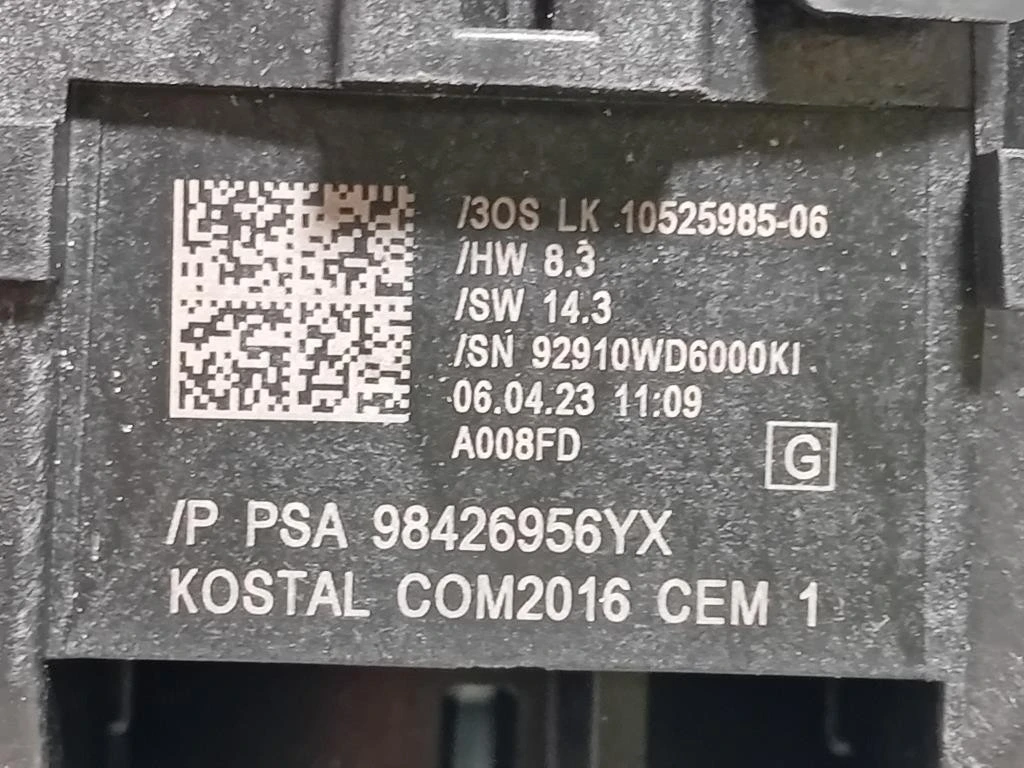 /3OS LK 10525985-06
/HW 8.3
/SW 14.3
/SN 92910WD6000KI
06.04.23 11:09
A008FD
G
/P PSA 98426956YX
KOSTAL COM2016 CEM 1